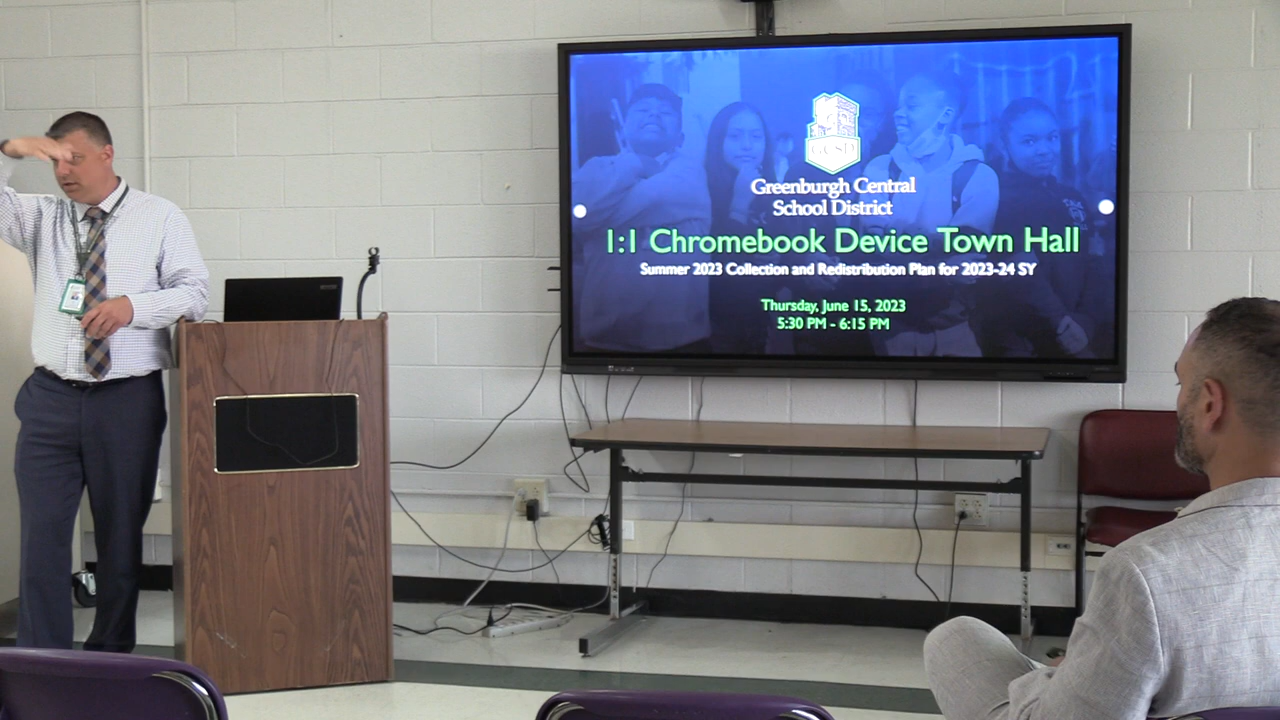 GCSD
Greenburgh Central
School District
1:1 Chromebook Device Town Hall
Summer 2023 Collection and Redistribution Plan for 2023-24 SY
Thursday, June 15, 2023
5:30 PM - 6:15 PM